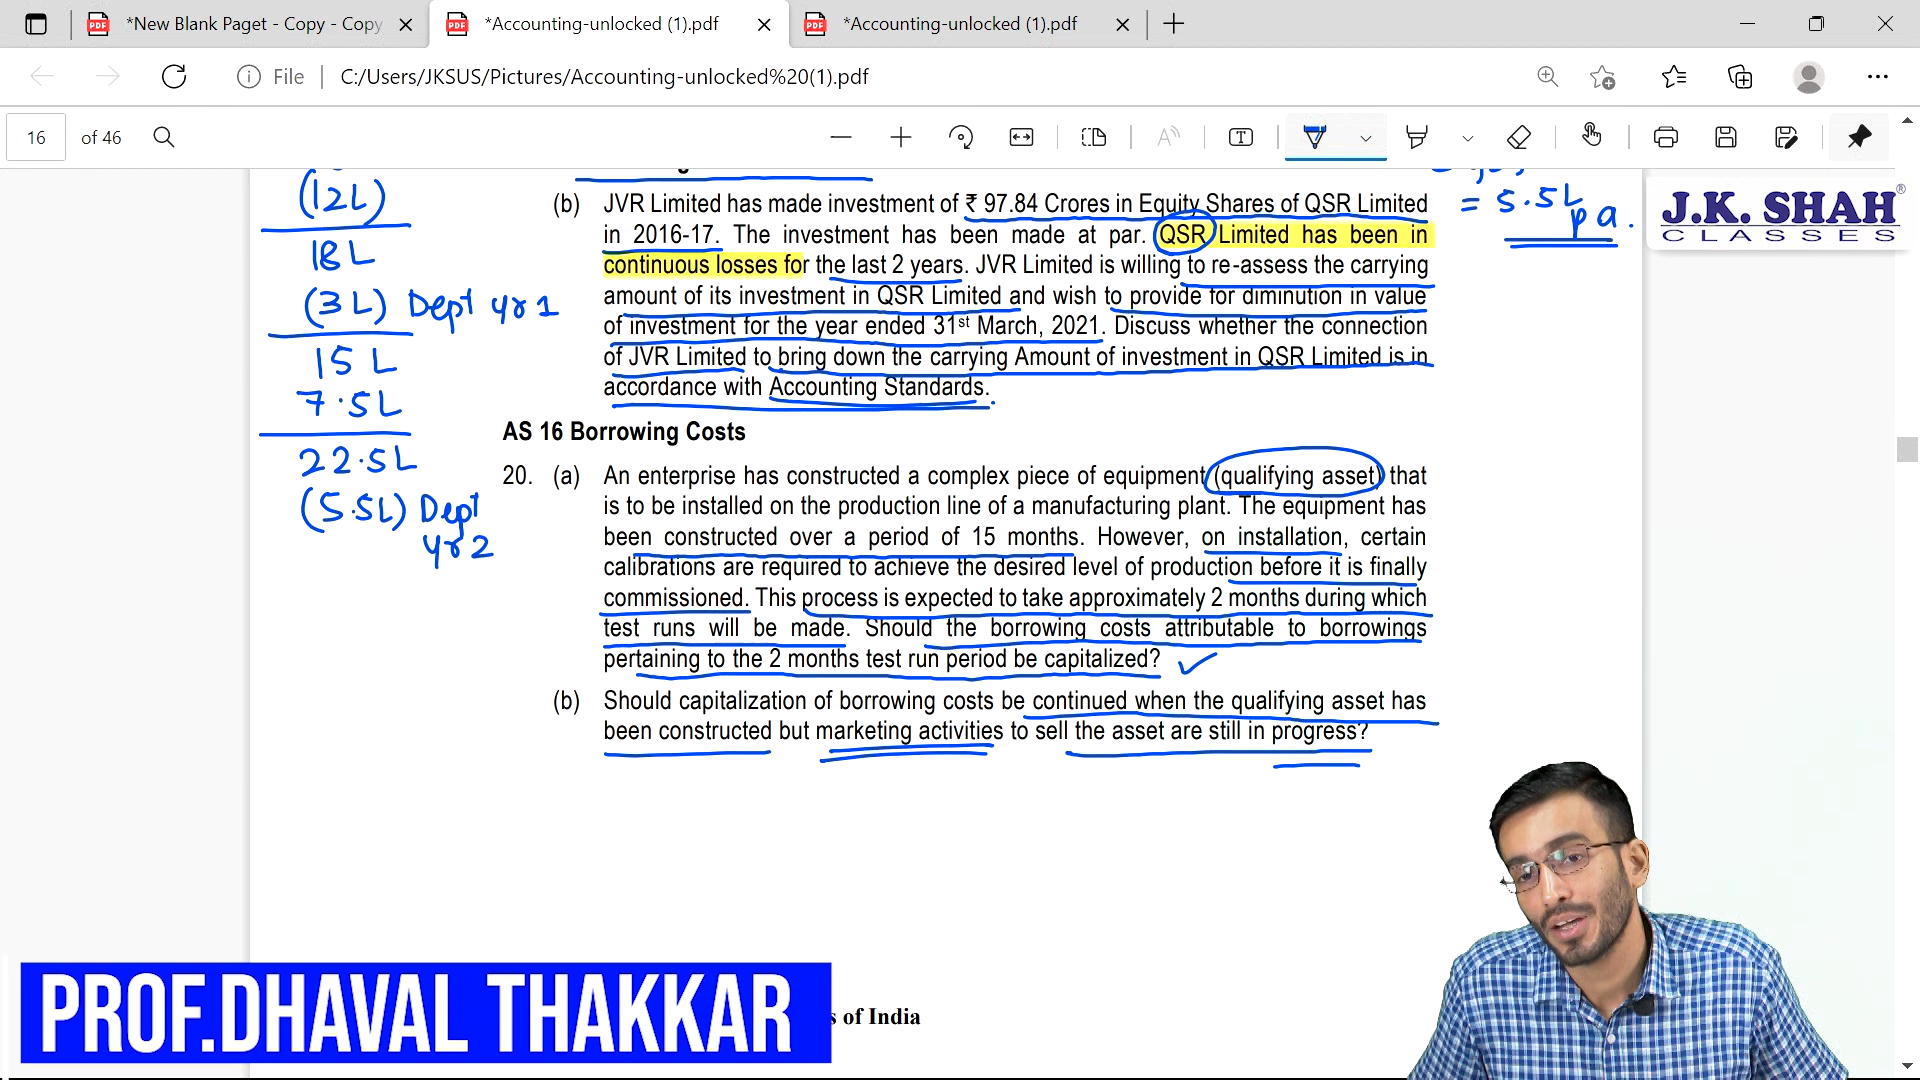 *New Blank Paget - Copy - Copy
*Accounting-unlocked (1).pdf
*Accounting-unlocked (1).pdf
File
C:/Users/JKSUS/Pictures/Accounting-unlocked%20(1).pdf
16 of 46
(12L)
18L
(3L) Dept yr 1
15 L
7.5L
22.5L
(5.5L) Dept
yr 2
= 5.5L
p a.
J.K. SHAH®
CLASSES
(b) JVR Limited has made investment of ₹ 97.84 Crores in Equity Shares of QSR Limited
in 2016-17. The investment has been made at par. QSR Limited has been in
continuous losses for the last 2 years. JVR Limited is willing to re-assess the carrying
amount of its investment in QSR Limited and wish to provide for diminution in value
of investment for the year ended 31st March, 2021. Discuss whether the connection
of JVR Limited to bring down the carrying Amount of investment in QSR Limited is in
accordance with Accounting Standards.
AS 16 Borrowing Costs
20. (a) An enterprise has constructed a complex piece of equipment (qualifying asset) that
is to be installed on the production line of a manufacturing plant. The equipment has
been constructed over a period of 15 months. However, on installation, certain
calibrations are required to achieve the desired level of production before it is finally
commissioned. This process is expected to take approximately 2 months during which
test runs will be made. Should the borrowing costs attributable to borrowings
pertaining to the 2 months test run period be capitalized?
(b) Should capitalization of borrowing costs be continued when the qualifying asset has
been constructed but marketing activities to sell the asset are still in progress?
PROF.DHAVAL THAKKAR
s of India